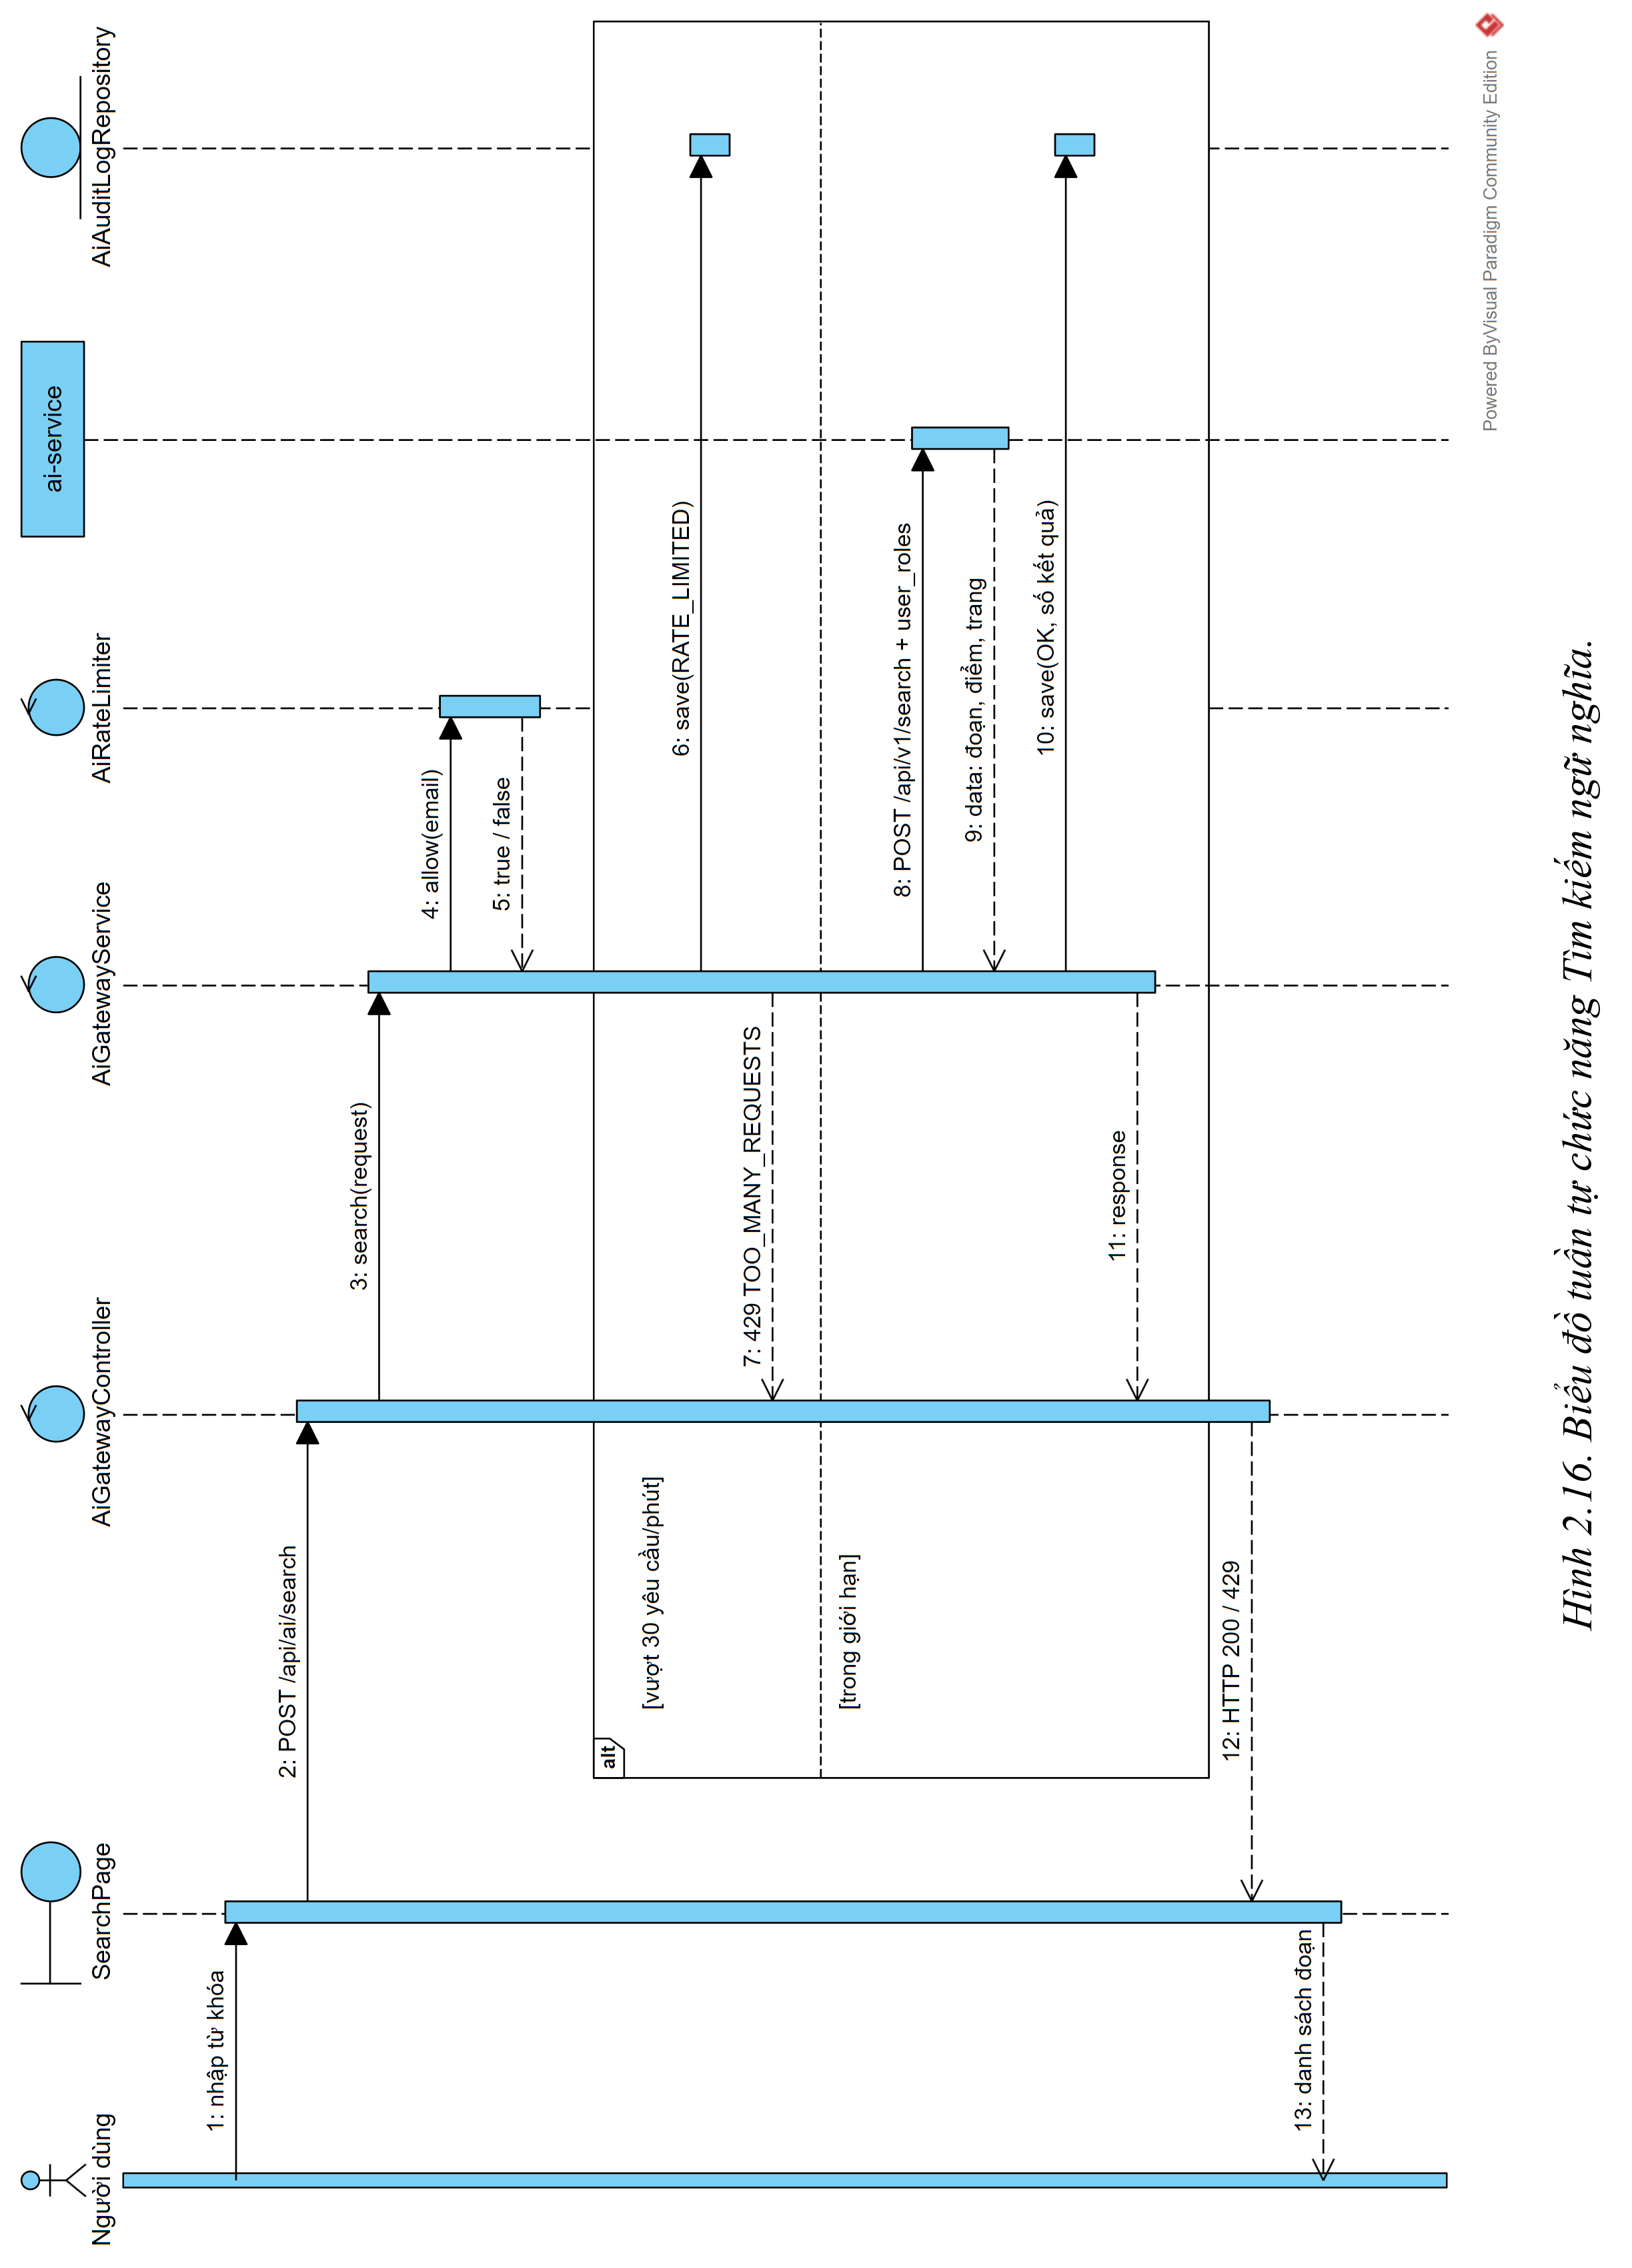 Người dùng
SearchPage
AiGatewayController
AiGatewayService
AiRateLimiter
ai-service
AiAuditLogRepository
1: nhập từ khóa
2: POST /api/ai/search
3: search(request)
4: allow(email)
5: true / false
alt
[vượt 30 yêu cầu/phút]
6: save(RATE_LIMITED)
7: 429 TOO_MANY_REQUESTS
[trong giới hạn]
8: POST /api/v1/search + user_roles
9: data: đoạn, điểm, trang
10: save(OK, số kết quả)
11: response
12: HTTP 200 / 429
13: danh sách đoạn
Powered ByVisual Paradigm Community Edition
Hình 2.16. Biểu đồ tuần tự chức năng Tìm kiếm ngữ nghĩa.